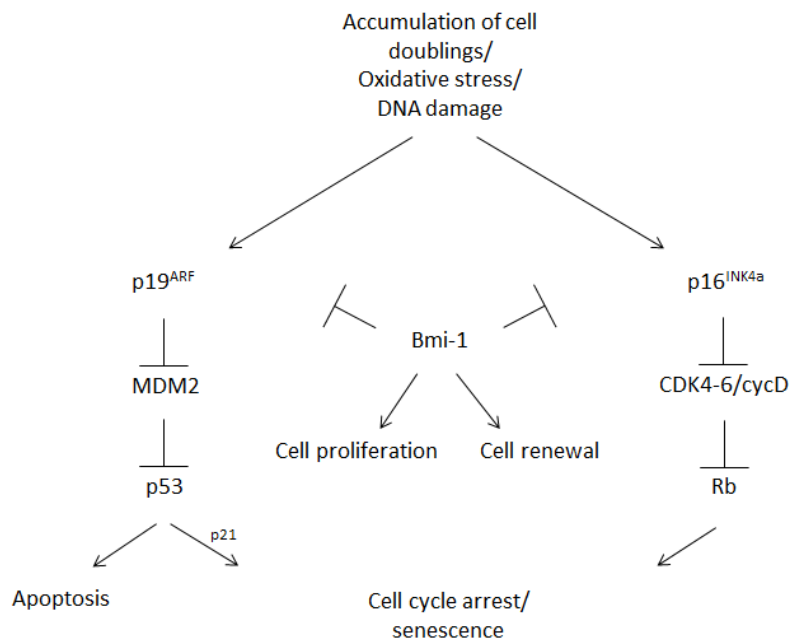 Accumulation of cell
doublings/
Oxidative stress/
DNA damage
p19ARF
p16INK4a
Bmi-1
MDM2
CDK4-6/cycD
Cell proliferation
Cell renewal
p53
Rb
p21
Apoptosis
Cell cycle arrest/
senescence